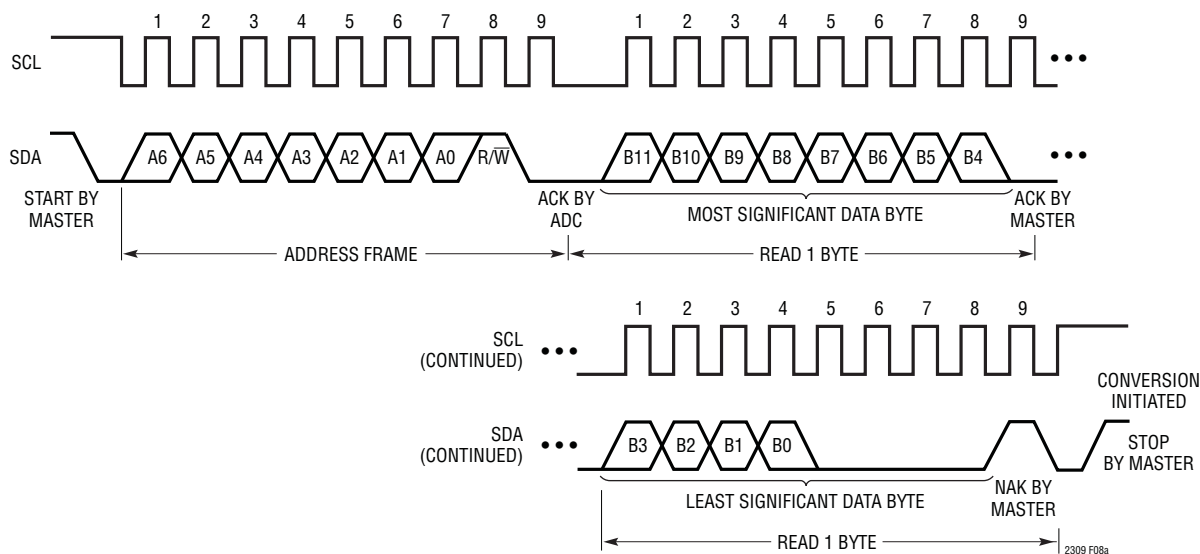 1 2 3 4 5 6 7 8 9 1 2 3 4 5 6 7 8 9
SCL •••
SDA A6 A5 A4 A3 A2 A1 A0 R/W̅ B11 B10 B9 B8 B7 B6 B5 B4 •••
START BY
MASTER
ACK BY
ADC
MOST SIGNIFICANT DATA BYTE
ACK BY
MASTER
ADDRESS FRAME READ 1 BYTE
1 2 3 4 5 6 7 8 9
SCL
(CONTINUED) •••
CONVERSION
INITIATED
SDA
(CONTINUED) ••• B3 B2 B1 B0
STOP
BY MASTER
LEAST SIGNIFICANT DATA BYTE
NAK BY
MASTER
READ 1 BYTE
2309 F08a